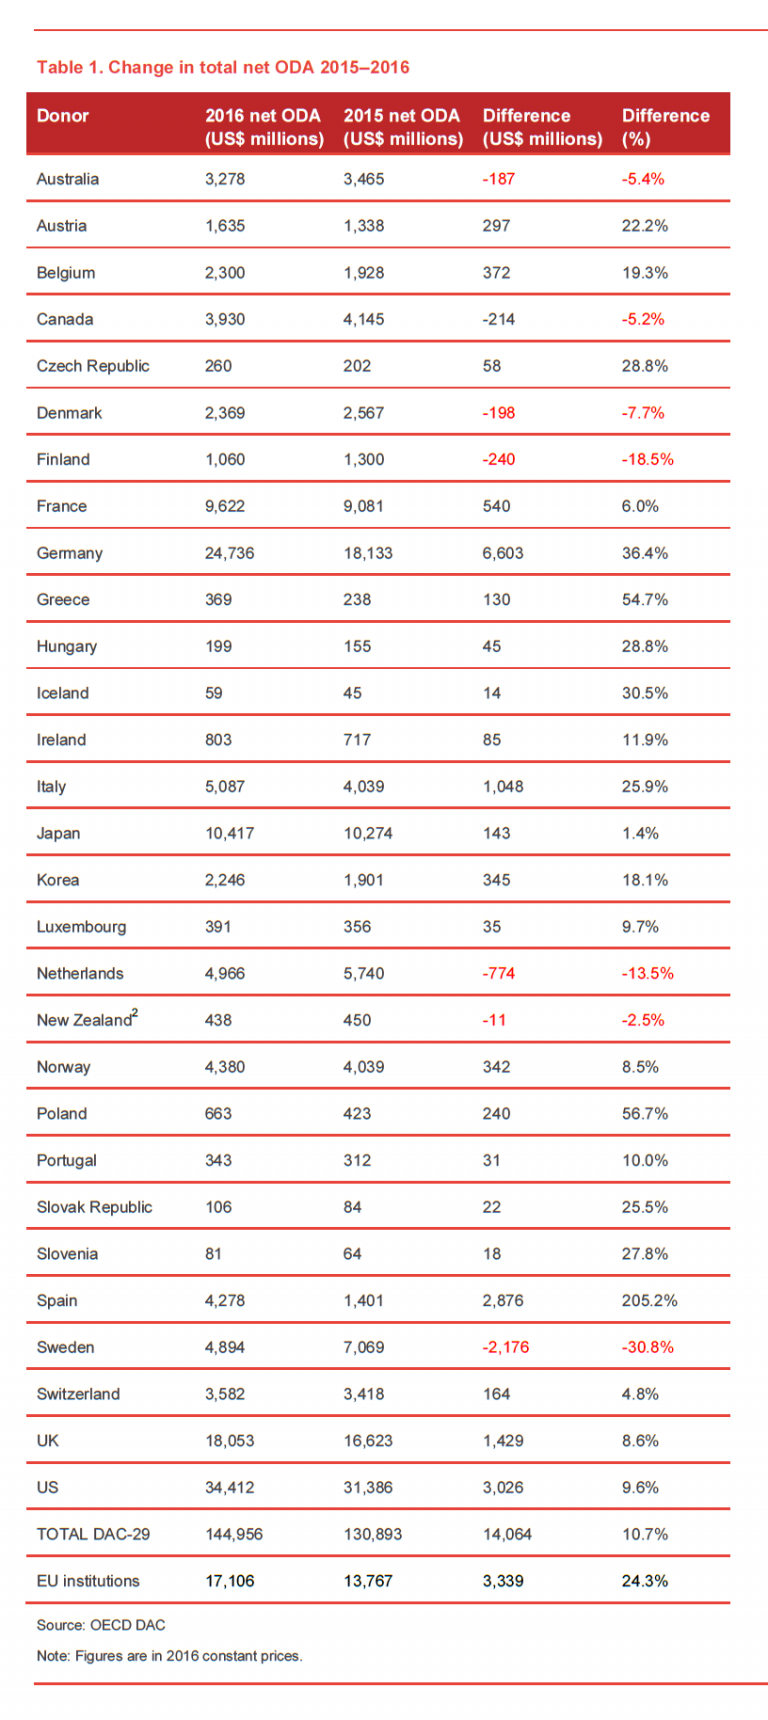 Table 1. Change in total net ODA 2015–2016
Donor 2016 net ODA (US$ millions) 2015 net ODA (US$ millions) Difference (US$ millions) Difference (%)
Australia 3,278 3,465 -187 -5.4%
Austria 1,635 1,338 297 22.2%
Belgium 2,300 1,928 372 19.3%
Canada 3,930 4,145 -214 -5.2%
Czech Republic 260 202 58 28.8%
Denmark 2,369 2,567 -198 -7.7%
Finland 1,060 1,300 -240 -18.5%
France 9,622 9,081 540 6.0%
Germany 24,736 18,133 6,603 36.4%
Greece 369 238 130 54.7%
Hungary 199 155 45 28.8%
Iceland 59 45 14 30.5%
Ireland 803 717 85 11.9%
Italy 5,087 4,039 1,048 25.9%
Japan 10,417 10,274 143 1.4%
Korea 2,246 1,901 345 18.1%
Luxembourg 391 356 35 9.7%
Netherlands 4,966 5,740 -774 -13.5%
New Zealand2 438 450 -11 -2.5%
Norway 4,380 4,039 342 8.5%
Poland 663 423 240 56.7%
Portugal 343 312 31 10.0%
Slovak Republic 106 84 22 25.5%
Slovenia 81 64 18 27.8%
Spain 4,278 1,401 2,876 205.2%
Sweden 4,894 7,069 -2,176 -30.8%
Switzerland 3,582 3,418 164 4.8%
UK 18,053 16,623 1,429 8.6%
US 34,412 31,386 3,026 9.6%
TOTAL DAC-29 144,956 130,893 14,064 10.7%
EU institutions 17,106 13,767 3,339 24.3%
Source: OECD DAC
Note: Figures are in 2016 constant prices.